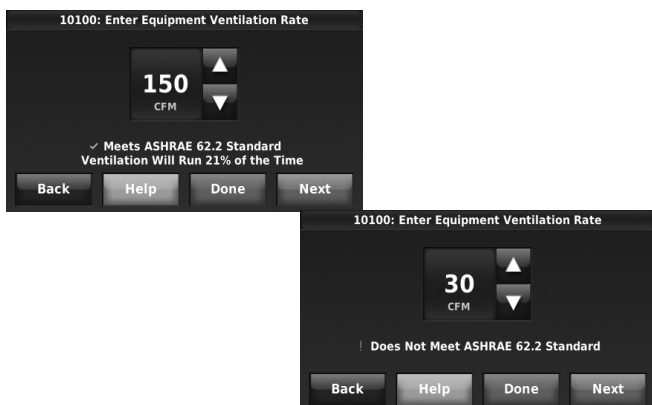 10100: Enter Equipment Ventilation Rate
150
CFM
✓ Meets ASHRAE 62.2 Standard
Ventilation Will Run 21% of the Time
Back Help Done Next
10100: Enter Equipment Ventilation Rate
30
CFM
! Does Not Meet ASHRAE 62.2 Standard
Back Help Done Next